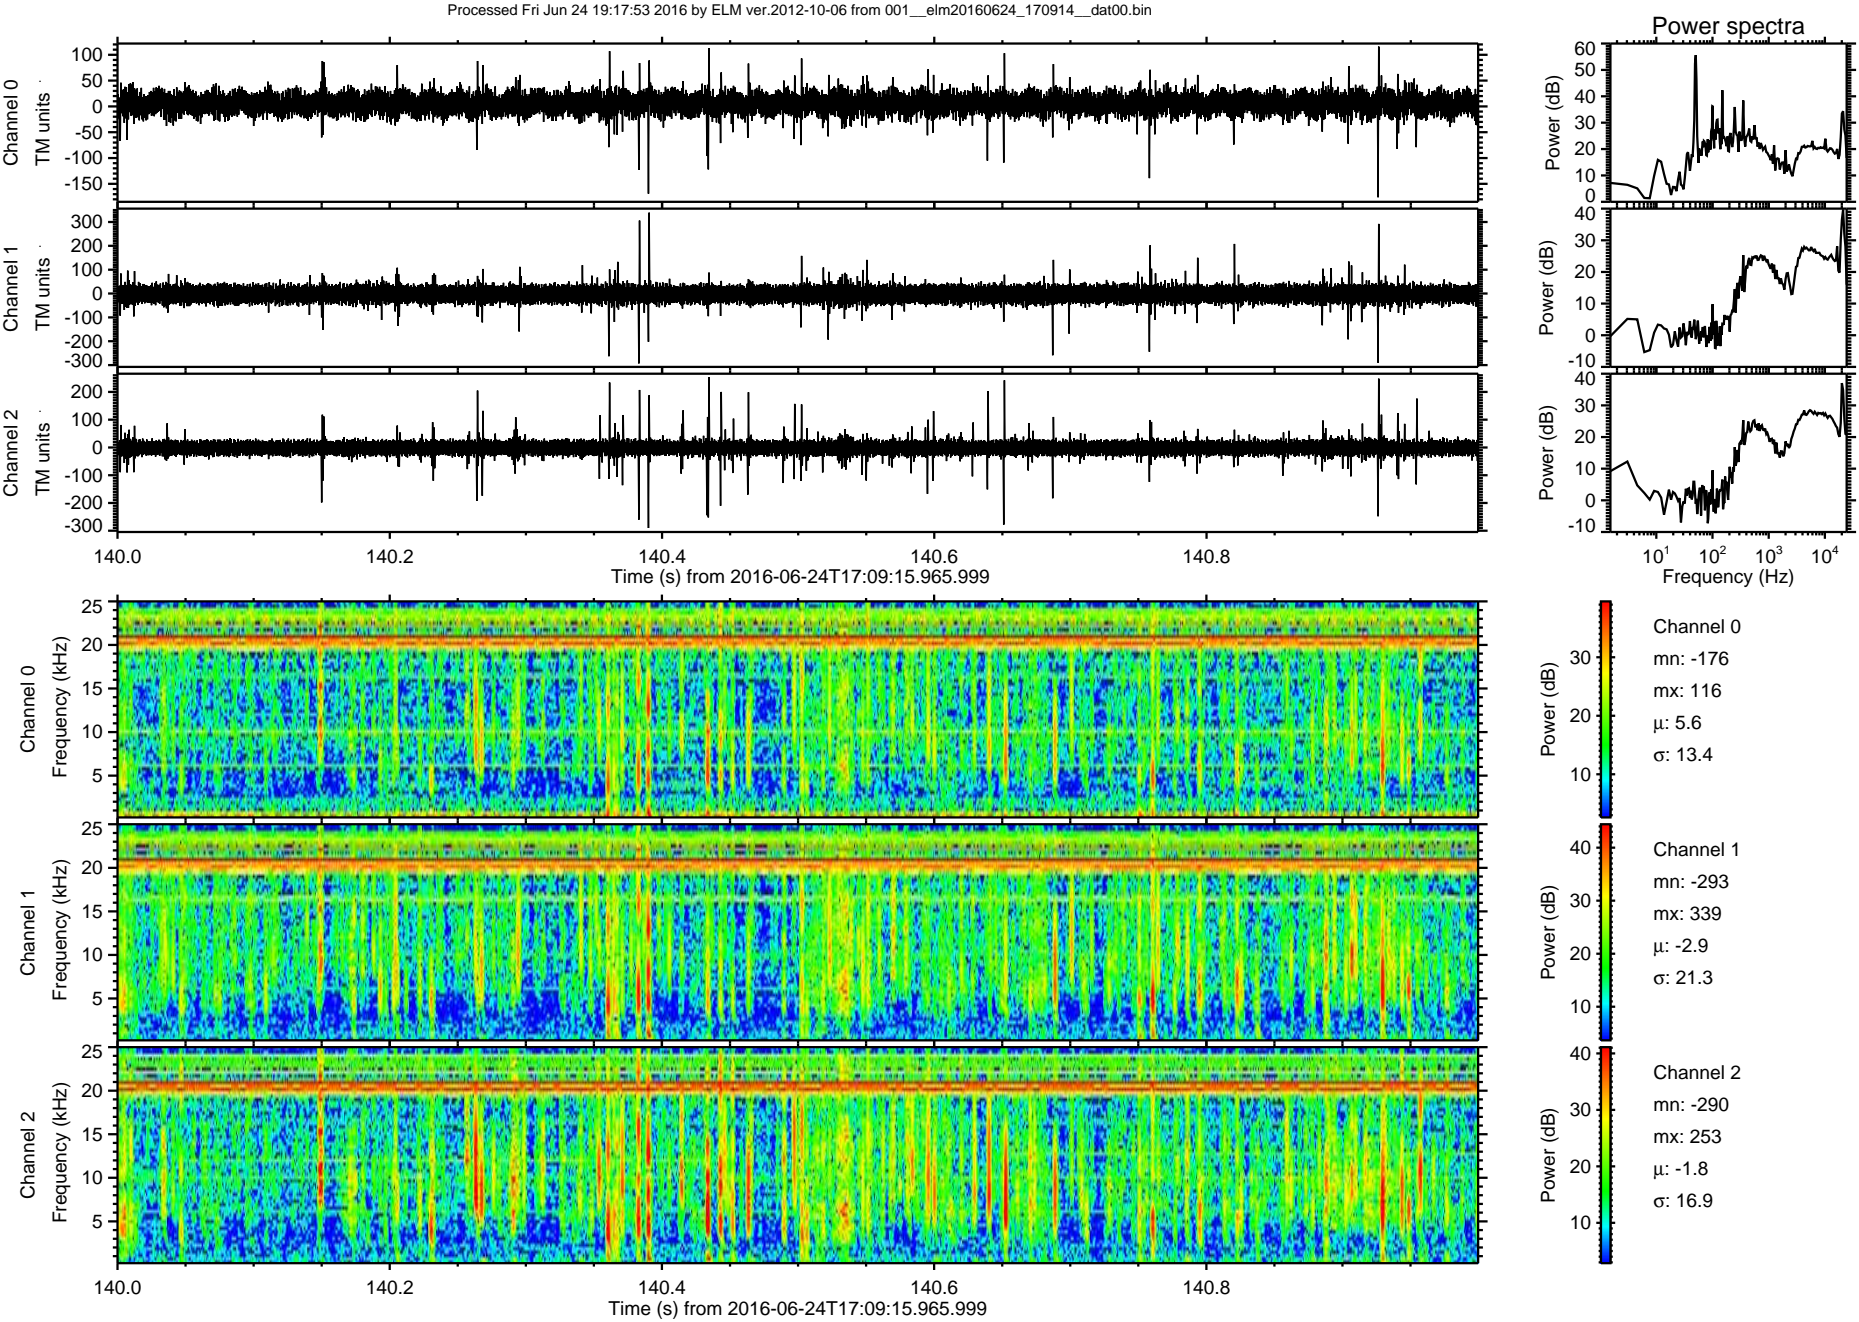 Processed Fri Jun 24 19:17:53 2016 by ELM ver.2012-10-06 from 001__elm20160624_170914__dat00.bin
Power spectra
Channel 0
TM units
100
50
0
-50
-100
-150
Power (dB)
60
50
40
30
20
10
0
Channel 1
TM units
300
200
100
0
-100
-200
-300
Power (dB)
40
30
20
10
0
-10
Channel 2
TM units
200
100
0
-100
-200
-300
Power (dB)
40
30
20
10
0
-10
140.0 140.2 140.4 140.6 140.8
Time (s) from 2016-06-24T17:09:15.965.999
10^1 10^2 10^3 10^4
Frequency (Hz)
Channel 0
Frequency (kHz)
25
20
15
10
5
Power (dB)
30
20
10
Channel 0
mn: -176
mx: 116
μ: 5.6
σ: 13.4
Channel 1
Frequency (kHz)
25
20
15
10
5
Power (dB)
40
30
20
10
Channel 1
mn: -293
mx: 339
μ: -2.9
σ: 21.3
Channel 2
Frequency (kHz)
25
20
15
10
5
Power (dB)
40
30
20
10
Channel 2
mn: -290
mx: 253
μ: -1.8
σ: 16.9
140.0 140.2 140.4 140.6 140.8
Time (s) from 2016-06-24T17:09:15.965.999